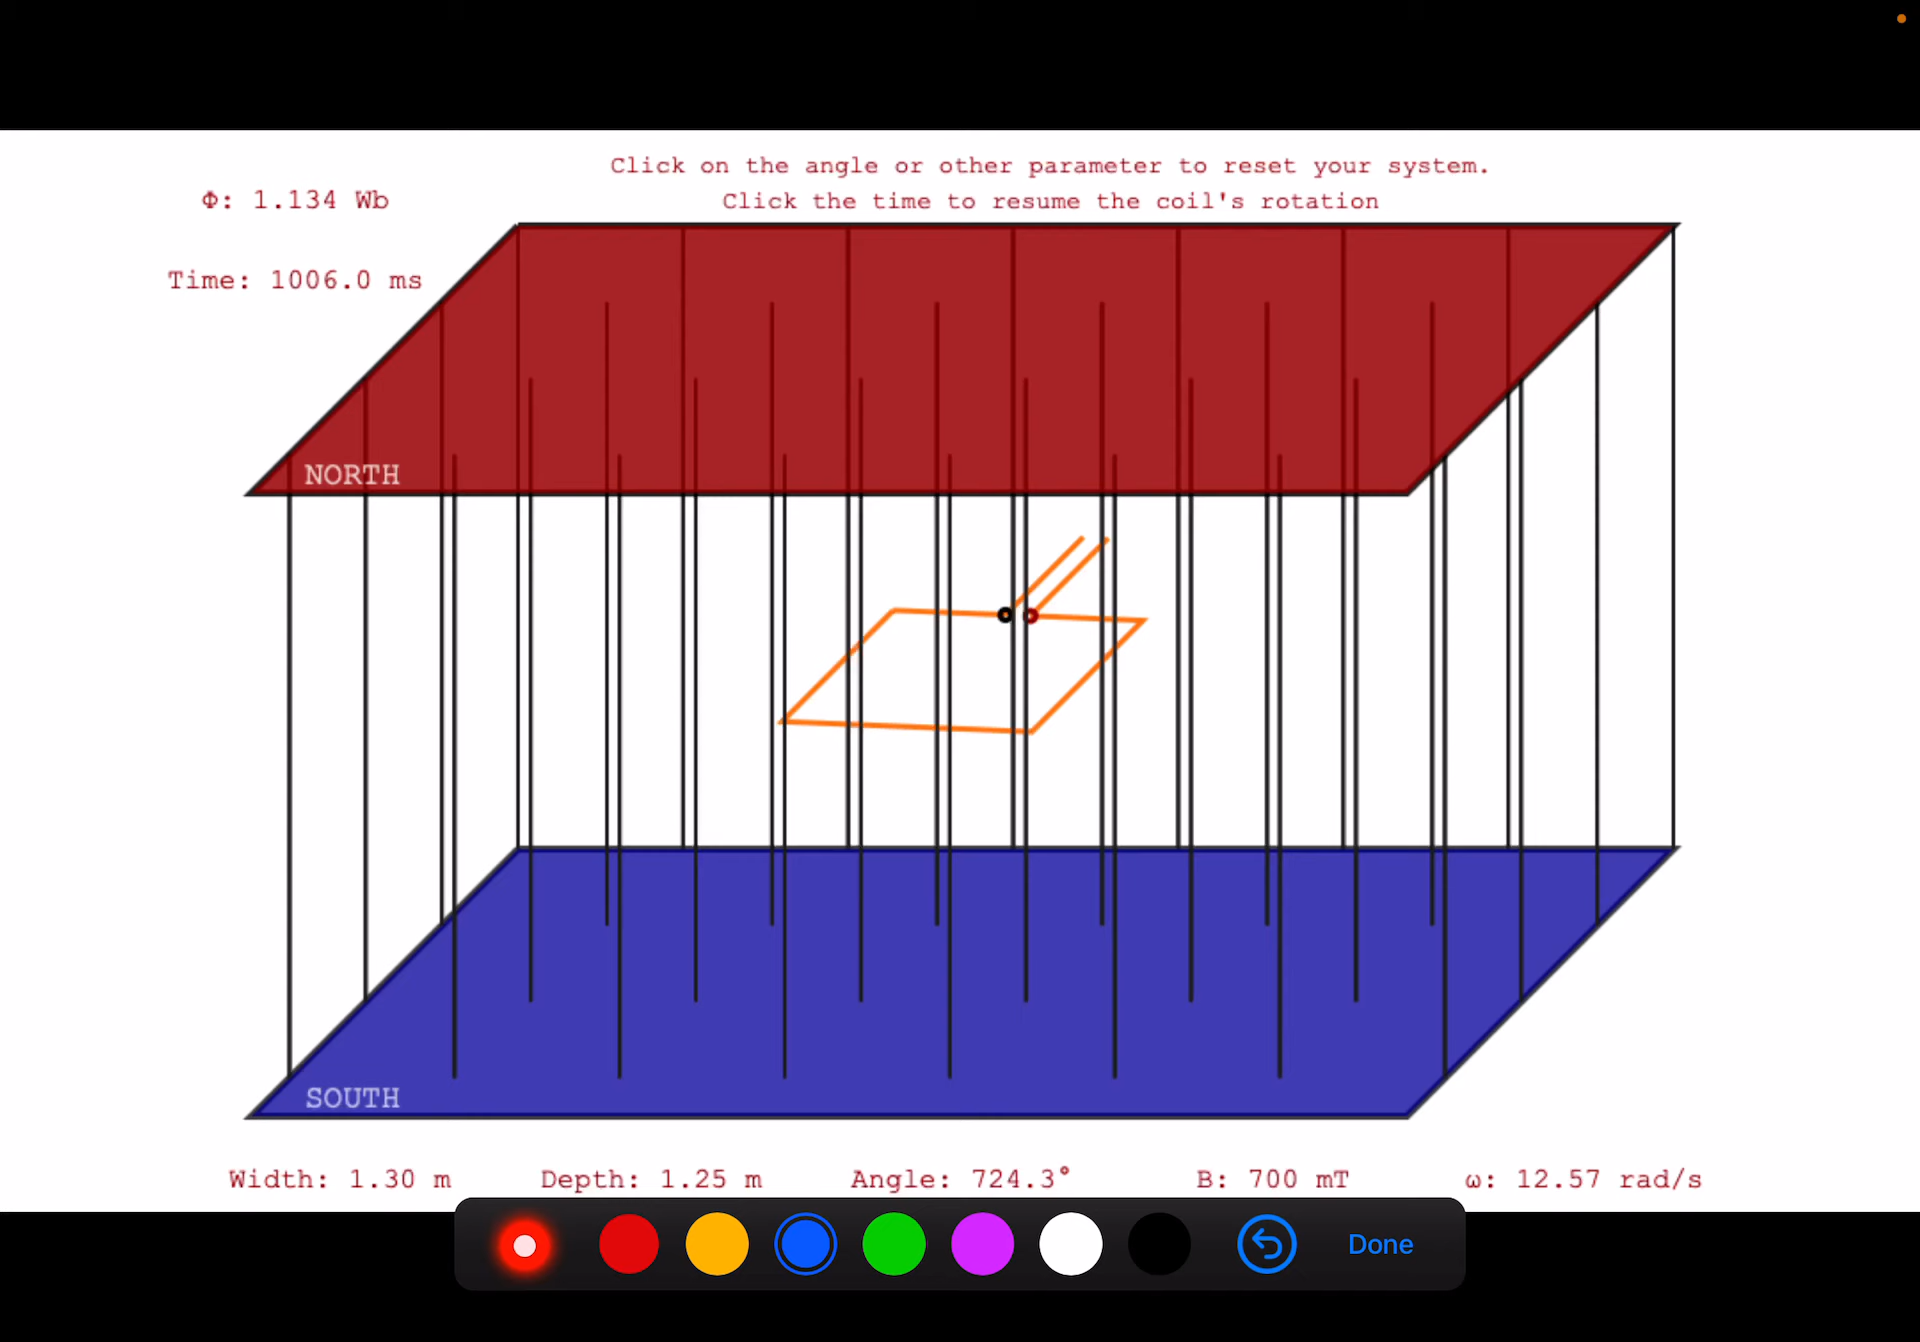 Click on the angle or other parameter to reset your system.
Φ: 1.134 Wb
Click the time to resume the coil's rotation
Time: 1006.0 ms
NORTH
SOUTH
Width: 1.30 m
Depth: 1.25 m
Angle: 724.3°
B: 700 mT
ω: 12.57 rad/s
Done